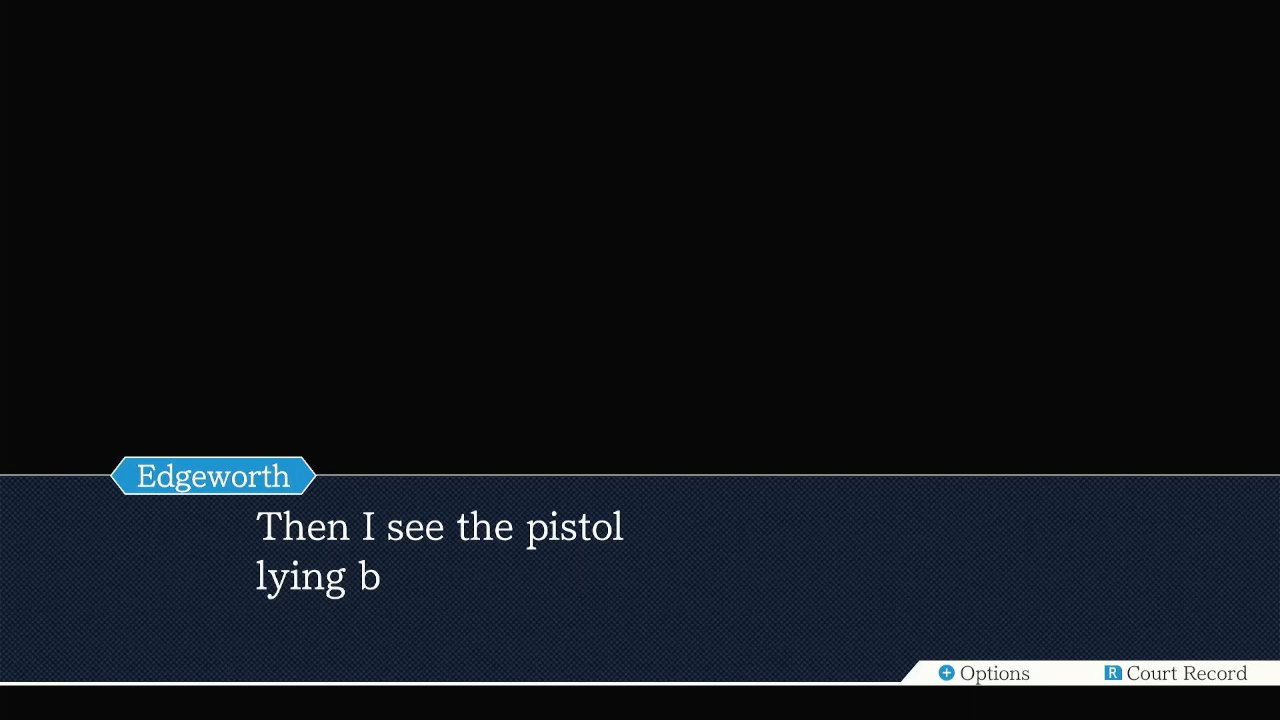 Edgeworth
Then I see the pistol
lying b
Options
R Court Record